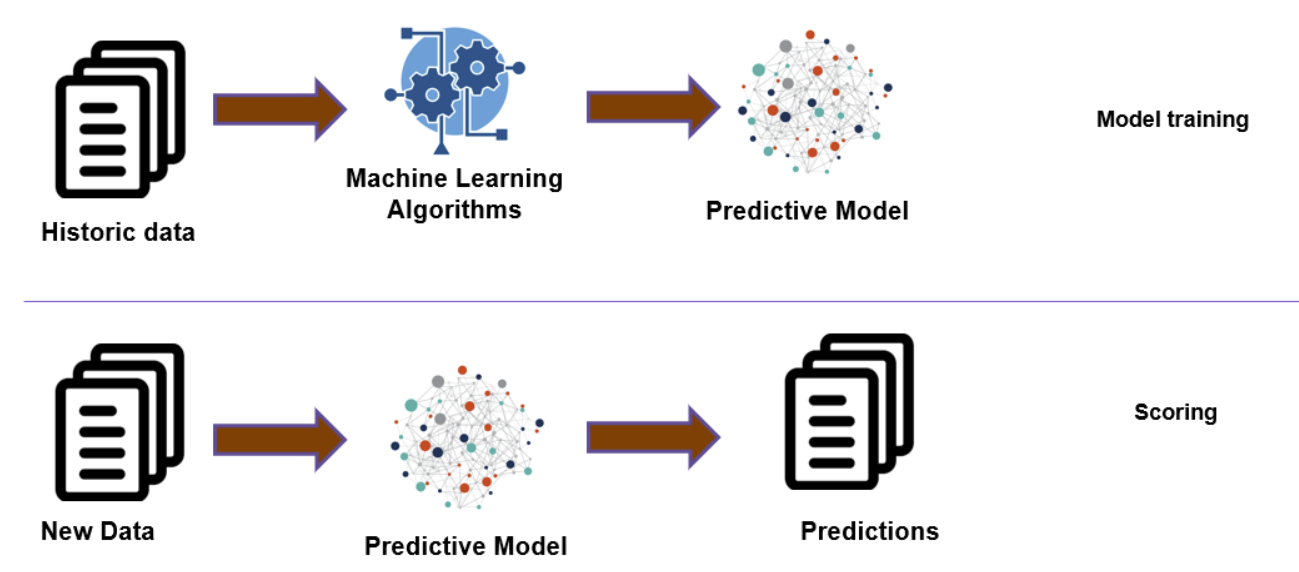 Historic data
Machine Learning
Algorithms
Predictive Model
Model training
New Data
Predictive Model
Predictions
Scoring